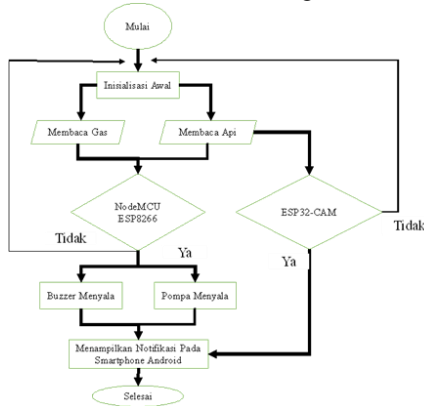 Mulai
Inisialisasi Awal
Membaca Gas
Membaca Api
NodeMCU
ESP8266
ESP32-CAM
Tidak
Ya
Ya
Tidak
Buzzer Menyala
Pompa Menyala
Menampilkan Notifikasi Pada
Smartphone Android
Selesai